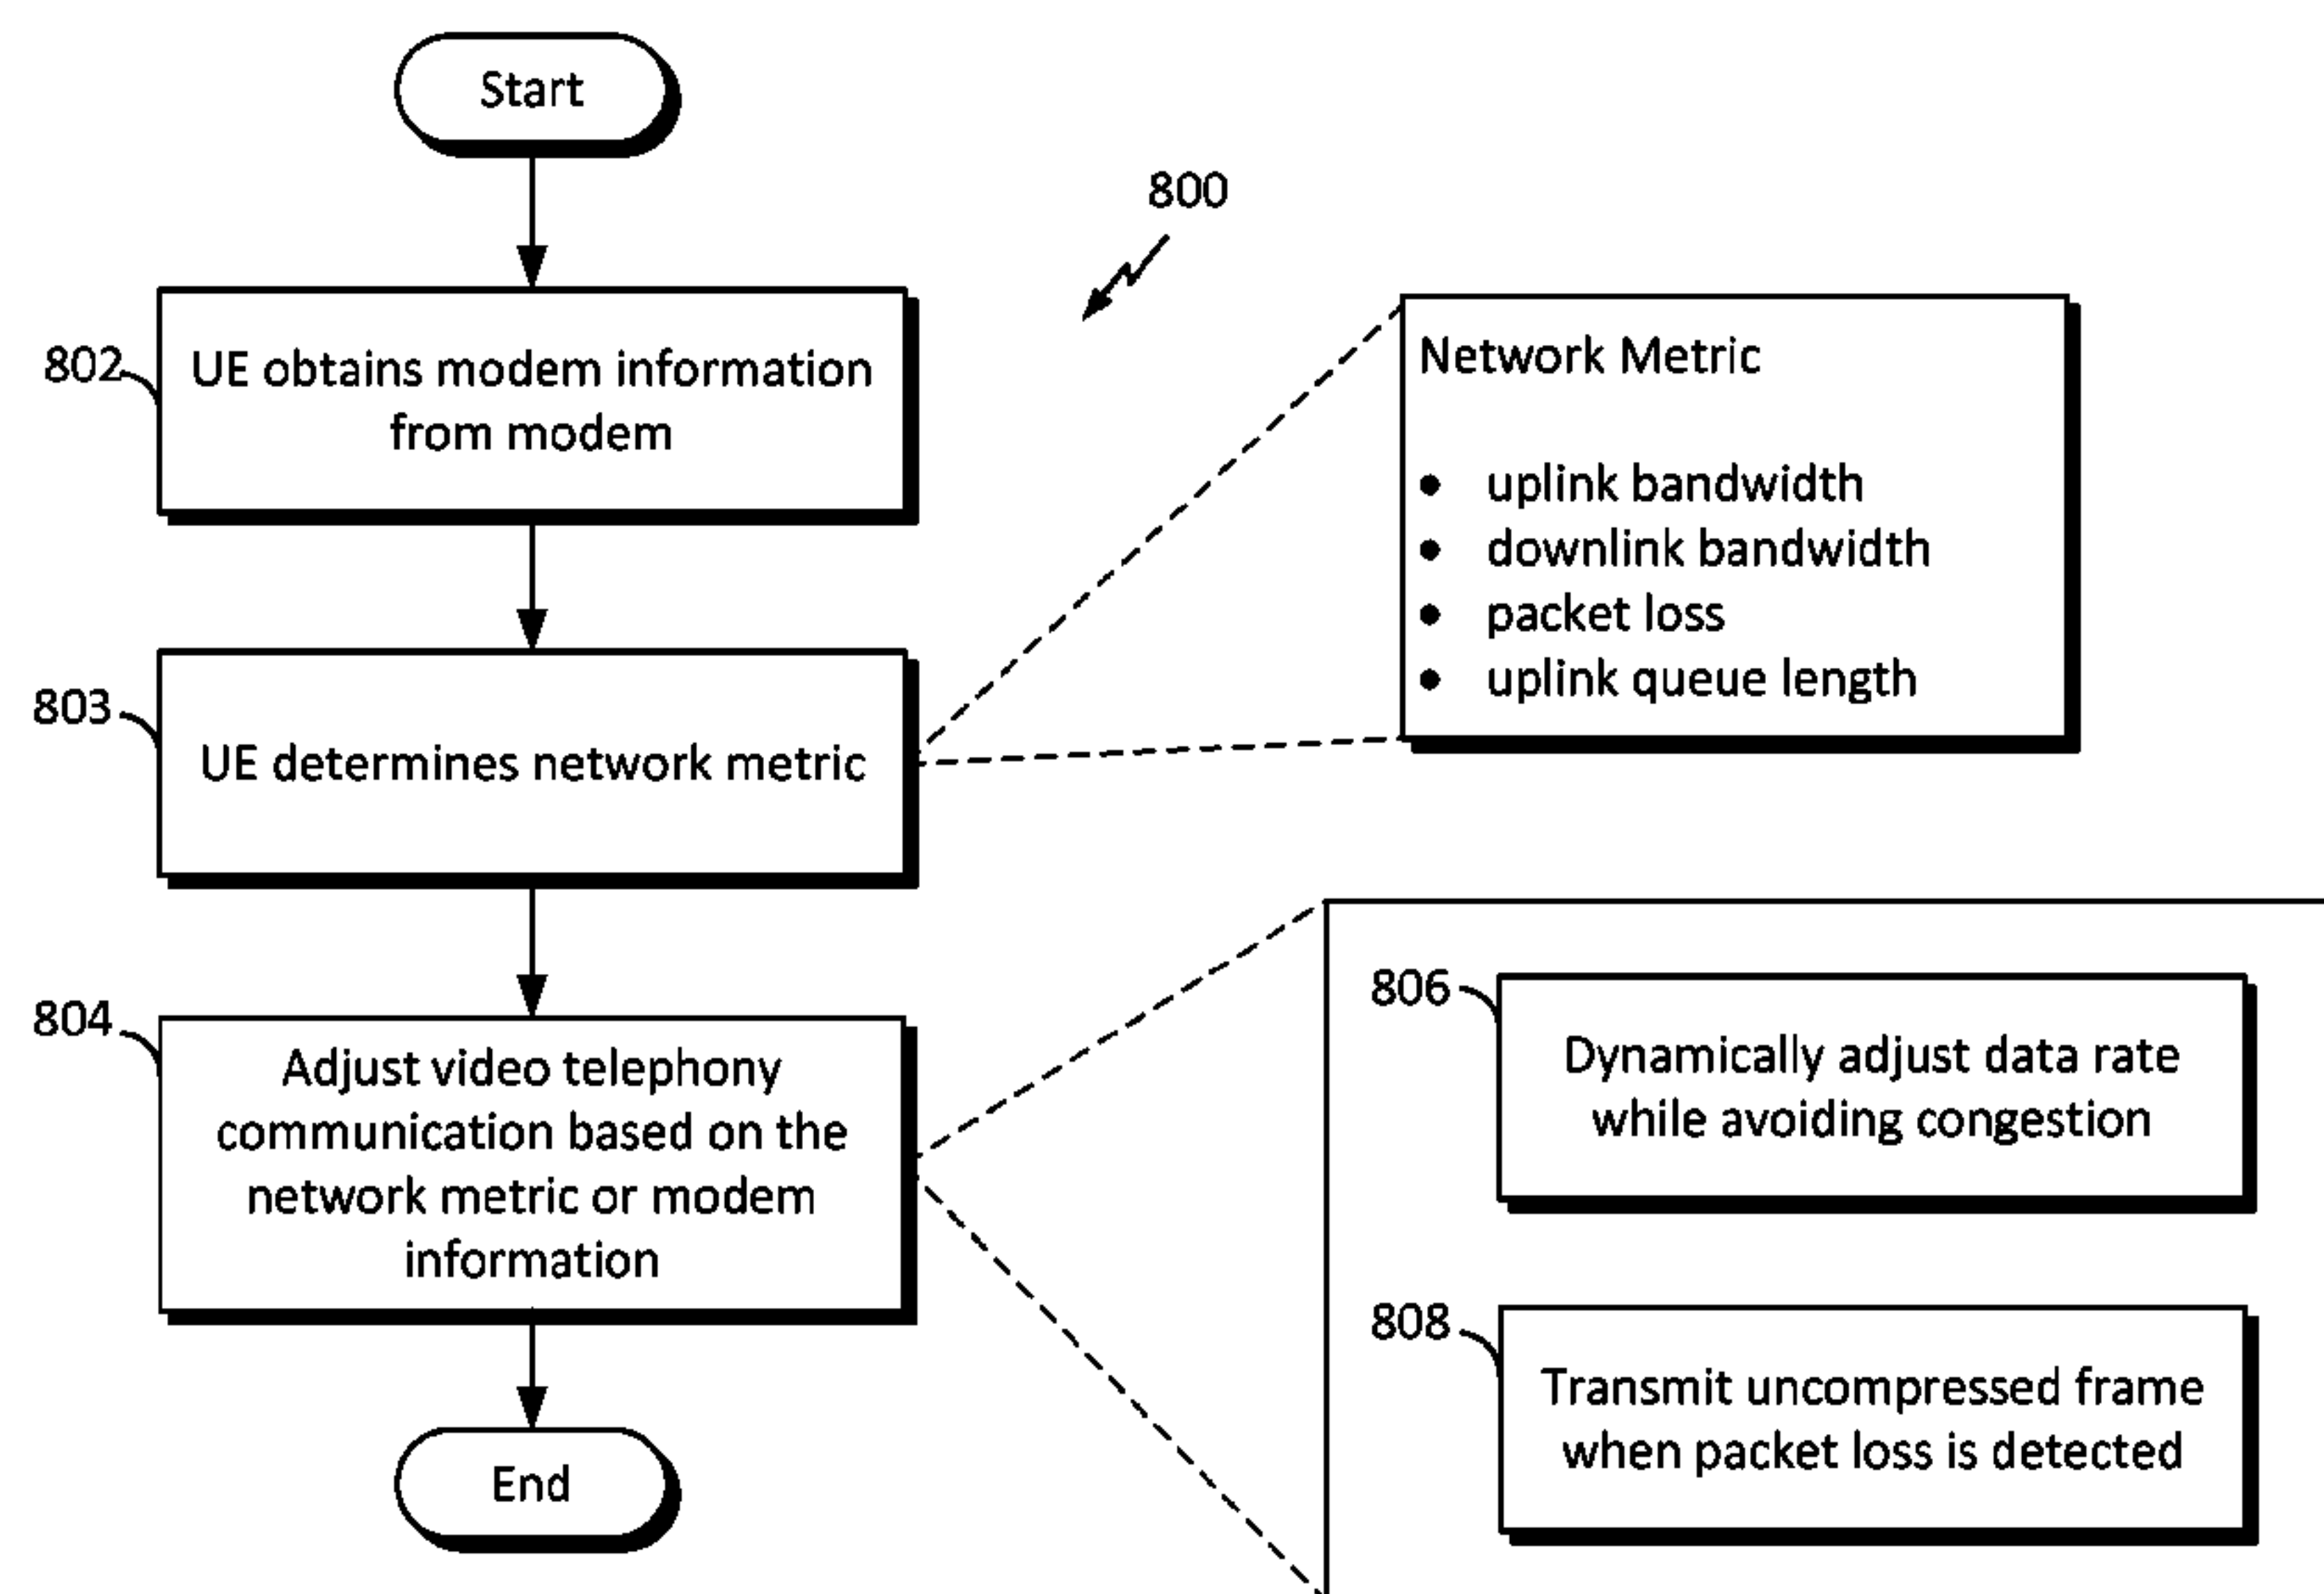 Start
800
802
UE obtains modem information
from modem
Network Metric
• uplink bandwidth
• downlink bandwidth
• packet loss
• uplink queue length
803
UE determines network metric
804
Adjust video telephony
communication based on the
network metric or modem
information
806
Dynamically adjust data rate
while avoiding congestion
808
Transmit uncompressed frame
when packet loss is detected
End